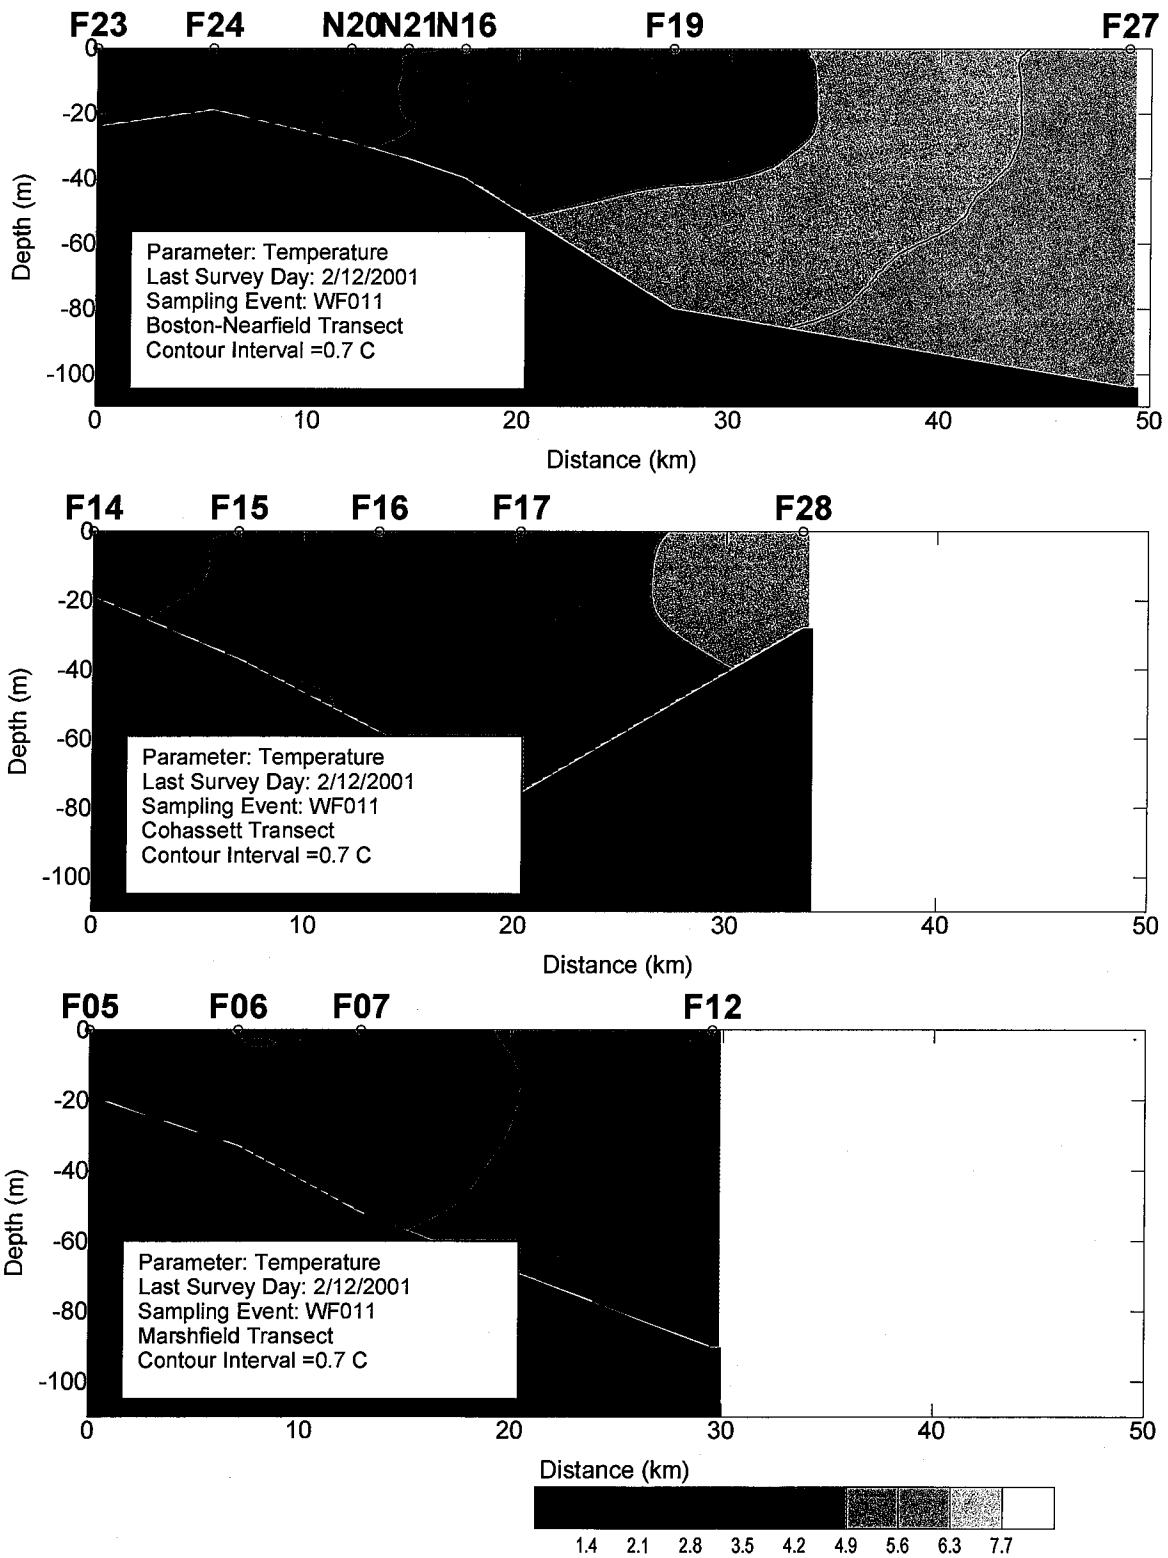 F23 F24 N20 N21 N16 F19 F27
0
-20
-40
-60
-80
-100
Depth (m)
Parameter: Temperature
Last Survey Day: 2/12/2001
Sampling Event: WF011
Boston-Nearfield Transect
Contour Interval =0.7 C
0 10 20 30 40 50
Distance (km)
F14 F15 F16 F17 F28
0
-20
-40
-60
-80
-100
Depth (m)
Parameter: Temperature
Last Survey Day: 2/12/2001
Sampling Event: WF011
Cohassett Transect
Contour Interval =0.7 C
0 10 20 30 40 50
Distance (km)
F05 F06 F07 F12
0
-20
-40
-60
-80
-100
Depth (m)
Parameter: Temperature
Last Survey Day: 2/12/2001
Sampling Event: WF011
Marshfield Transect
Contour Interval =0.7 C
0 10 20 30 40 50
Distance (km)
1.4 2.1 2.8 3.5 4.2 4.9 5.6 6.3 7.7